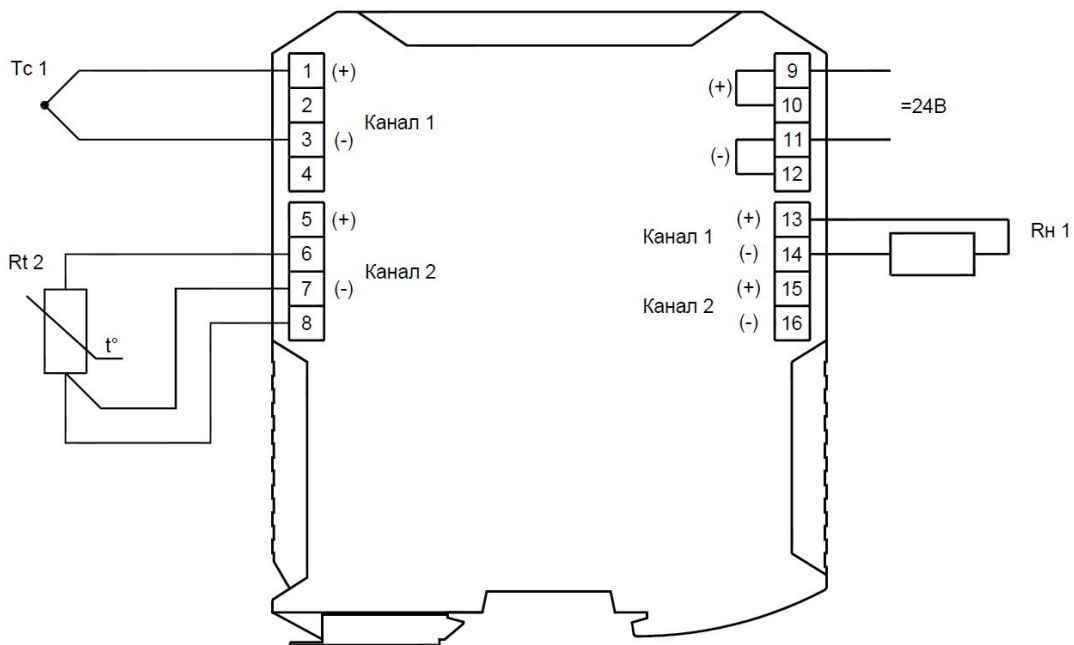 Тс 1
1 (+)
2
Канал 1
3 (-)
4
5 (+)
6
Rt 2
Канал 2
7 (-)
8
t°
9
(+)
10
=24В
11
(-)
12
Канал 1
(+) 13
Rн 1
(-) 14
Канал 2
(+) 15
(-) 16